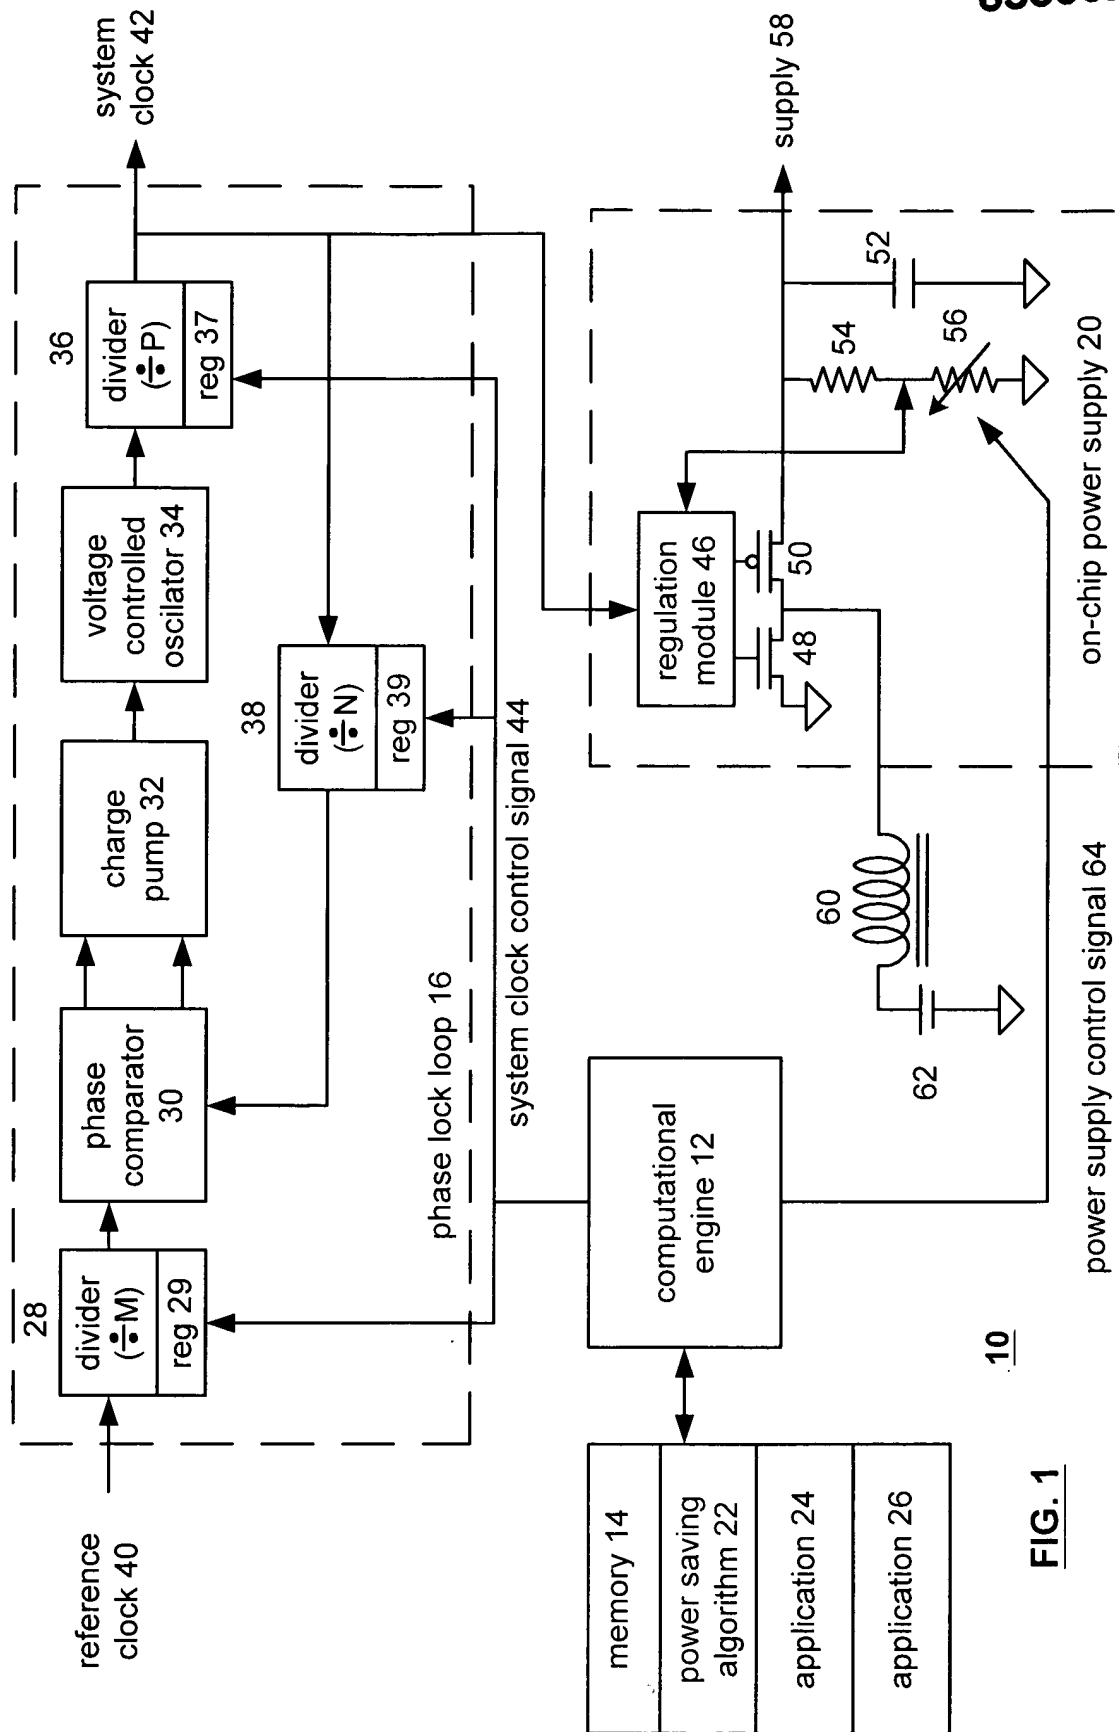 reference
clock 40
28
divider
(÷M)
reg 29
phase
comparator
30
charge
pump 32
voltage
controlled
oscilator 34
36
divider
(÷P)
reg 37
system
clock 42
38
divider
(÷N)
reg 39
phase lock loop 16
system clock control signal 44
memory 14
power saving
algorithm 22
application 24
application 26
computational
engine 12
62
60
regulation
module 46
48
50
54
56
52
supply 58
on-chip power supply 20
power supply control signal 64
10
FIG. 1